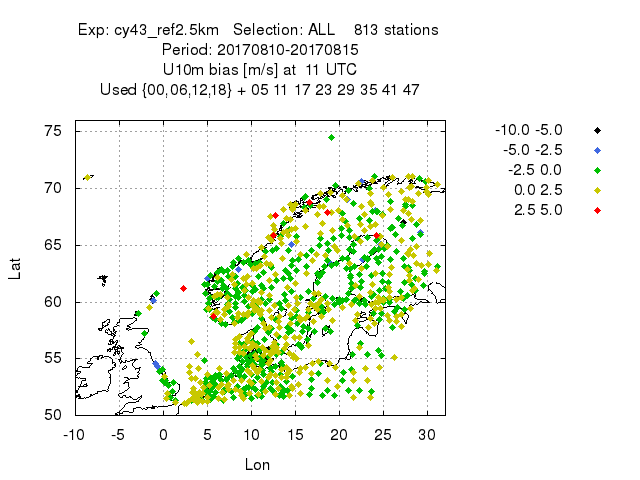 Exp: cy43_ref2.5km   Selection: ALL    813 stations
Period: 20170810-20170815
U10m bias [m/s] at  11 UTC
Used {00,06,12,18} + 05 11 17 23 29 35 41 47
-10.0 -5.0
-5.0 -2.5
-2.5 0.0
0.0 2.5
2.5 5.0
75
70
65
60
55
50
Lat
-10 -5 0 5 10 15 20 25 30
Lon